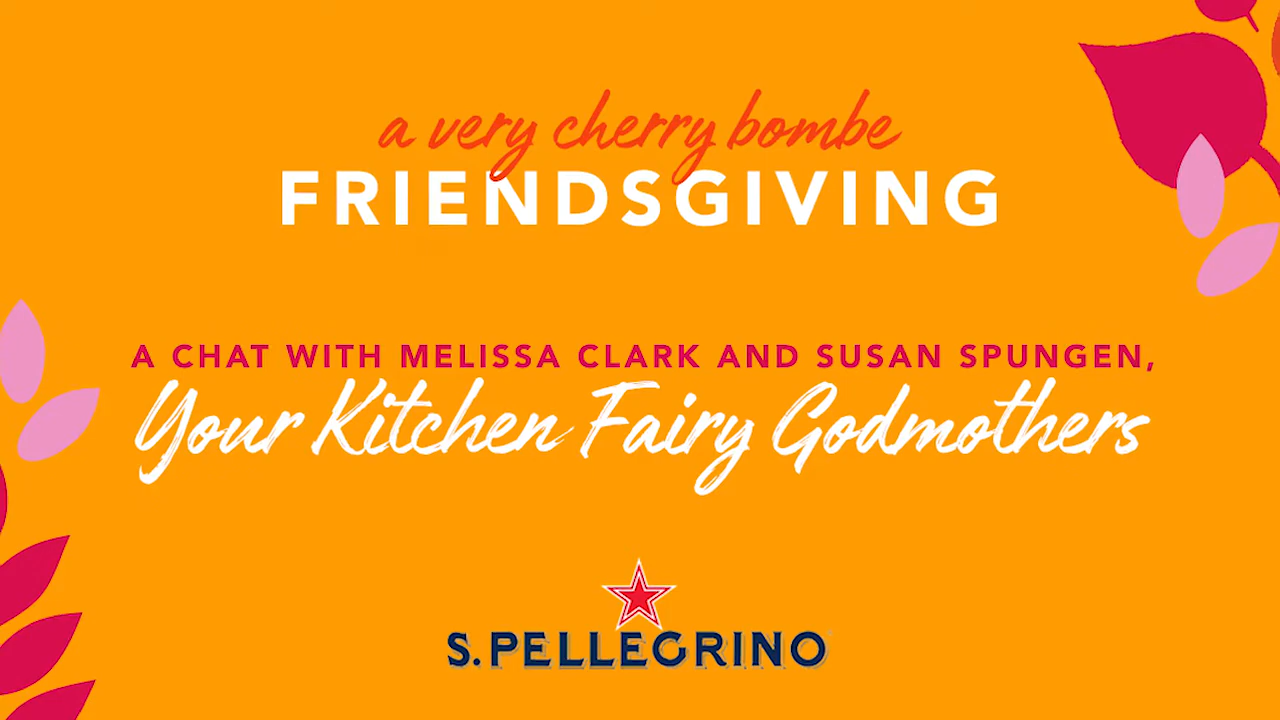 a very cherry bombe
FRIENDSGIVING
A CHAT WITH MELISSA CLARK AND SUSAN SPUNGEN,
Your Kitchen Fairy Godmothers
S.PELLEGRINO